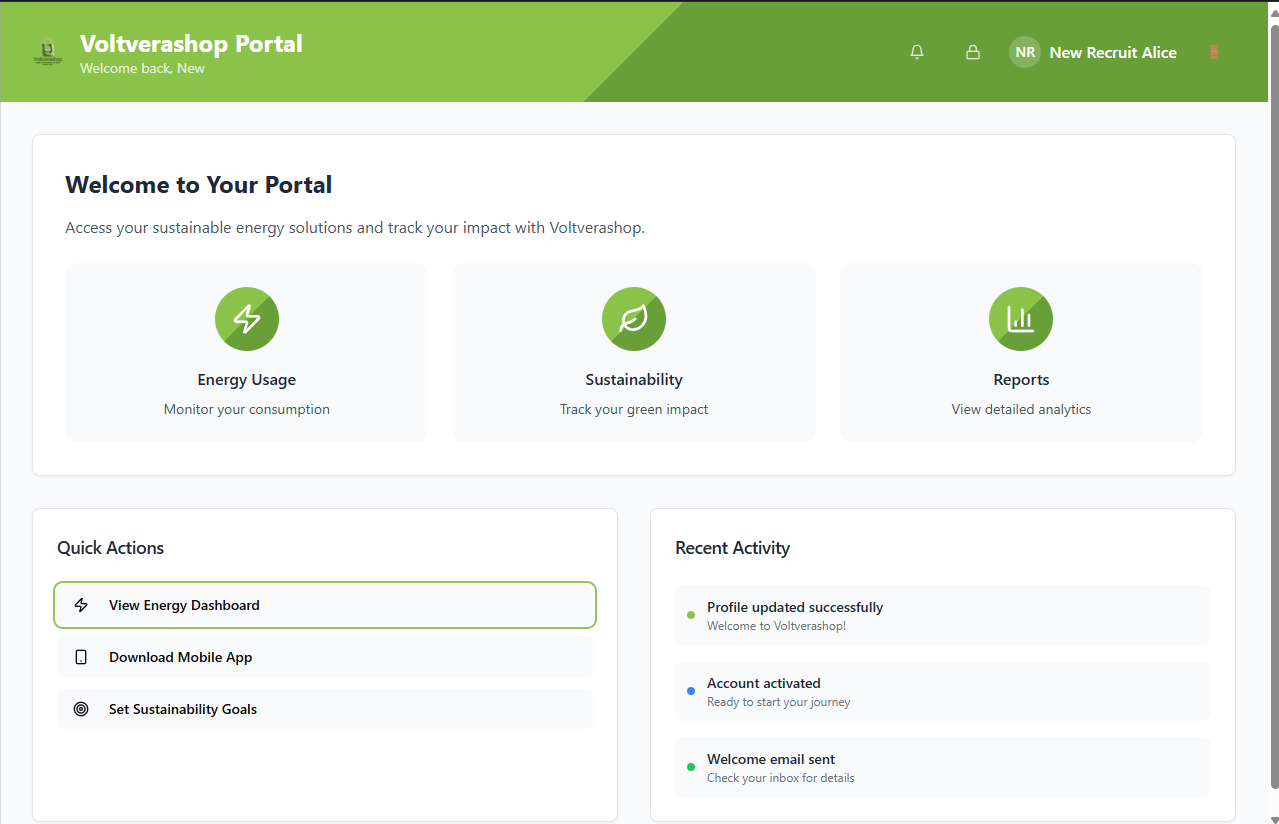 Voltverashop Portal
Welcome back, New
NR
New Recruit Alice
Welcome to Your Portal
Access your sustainable energy solutions and track your impact with Voltverashop.
Energy Usage
Monitor your consumption
Sustainability
Track your green impact
Reports
View detailed analytics
Quick Actions
View Energy Dashboard
Download Mobile App
Set Sustainability Goals
Recent Activity
Profile updated successfully
Welcome to Voltverashop!
Account activated
Ready to start your journey
Welcome email sent
Check your inbox for details